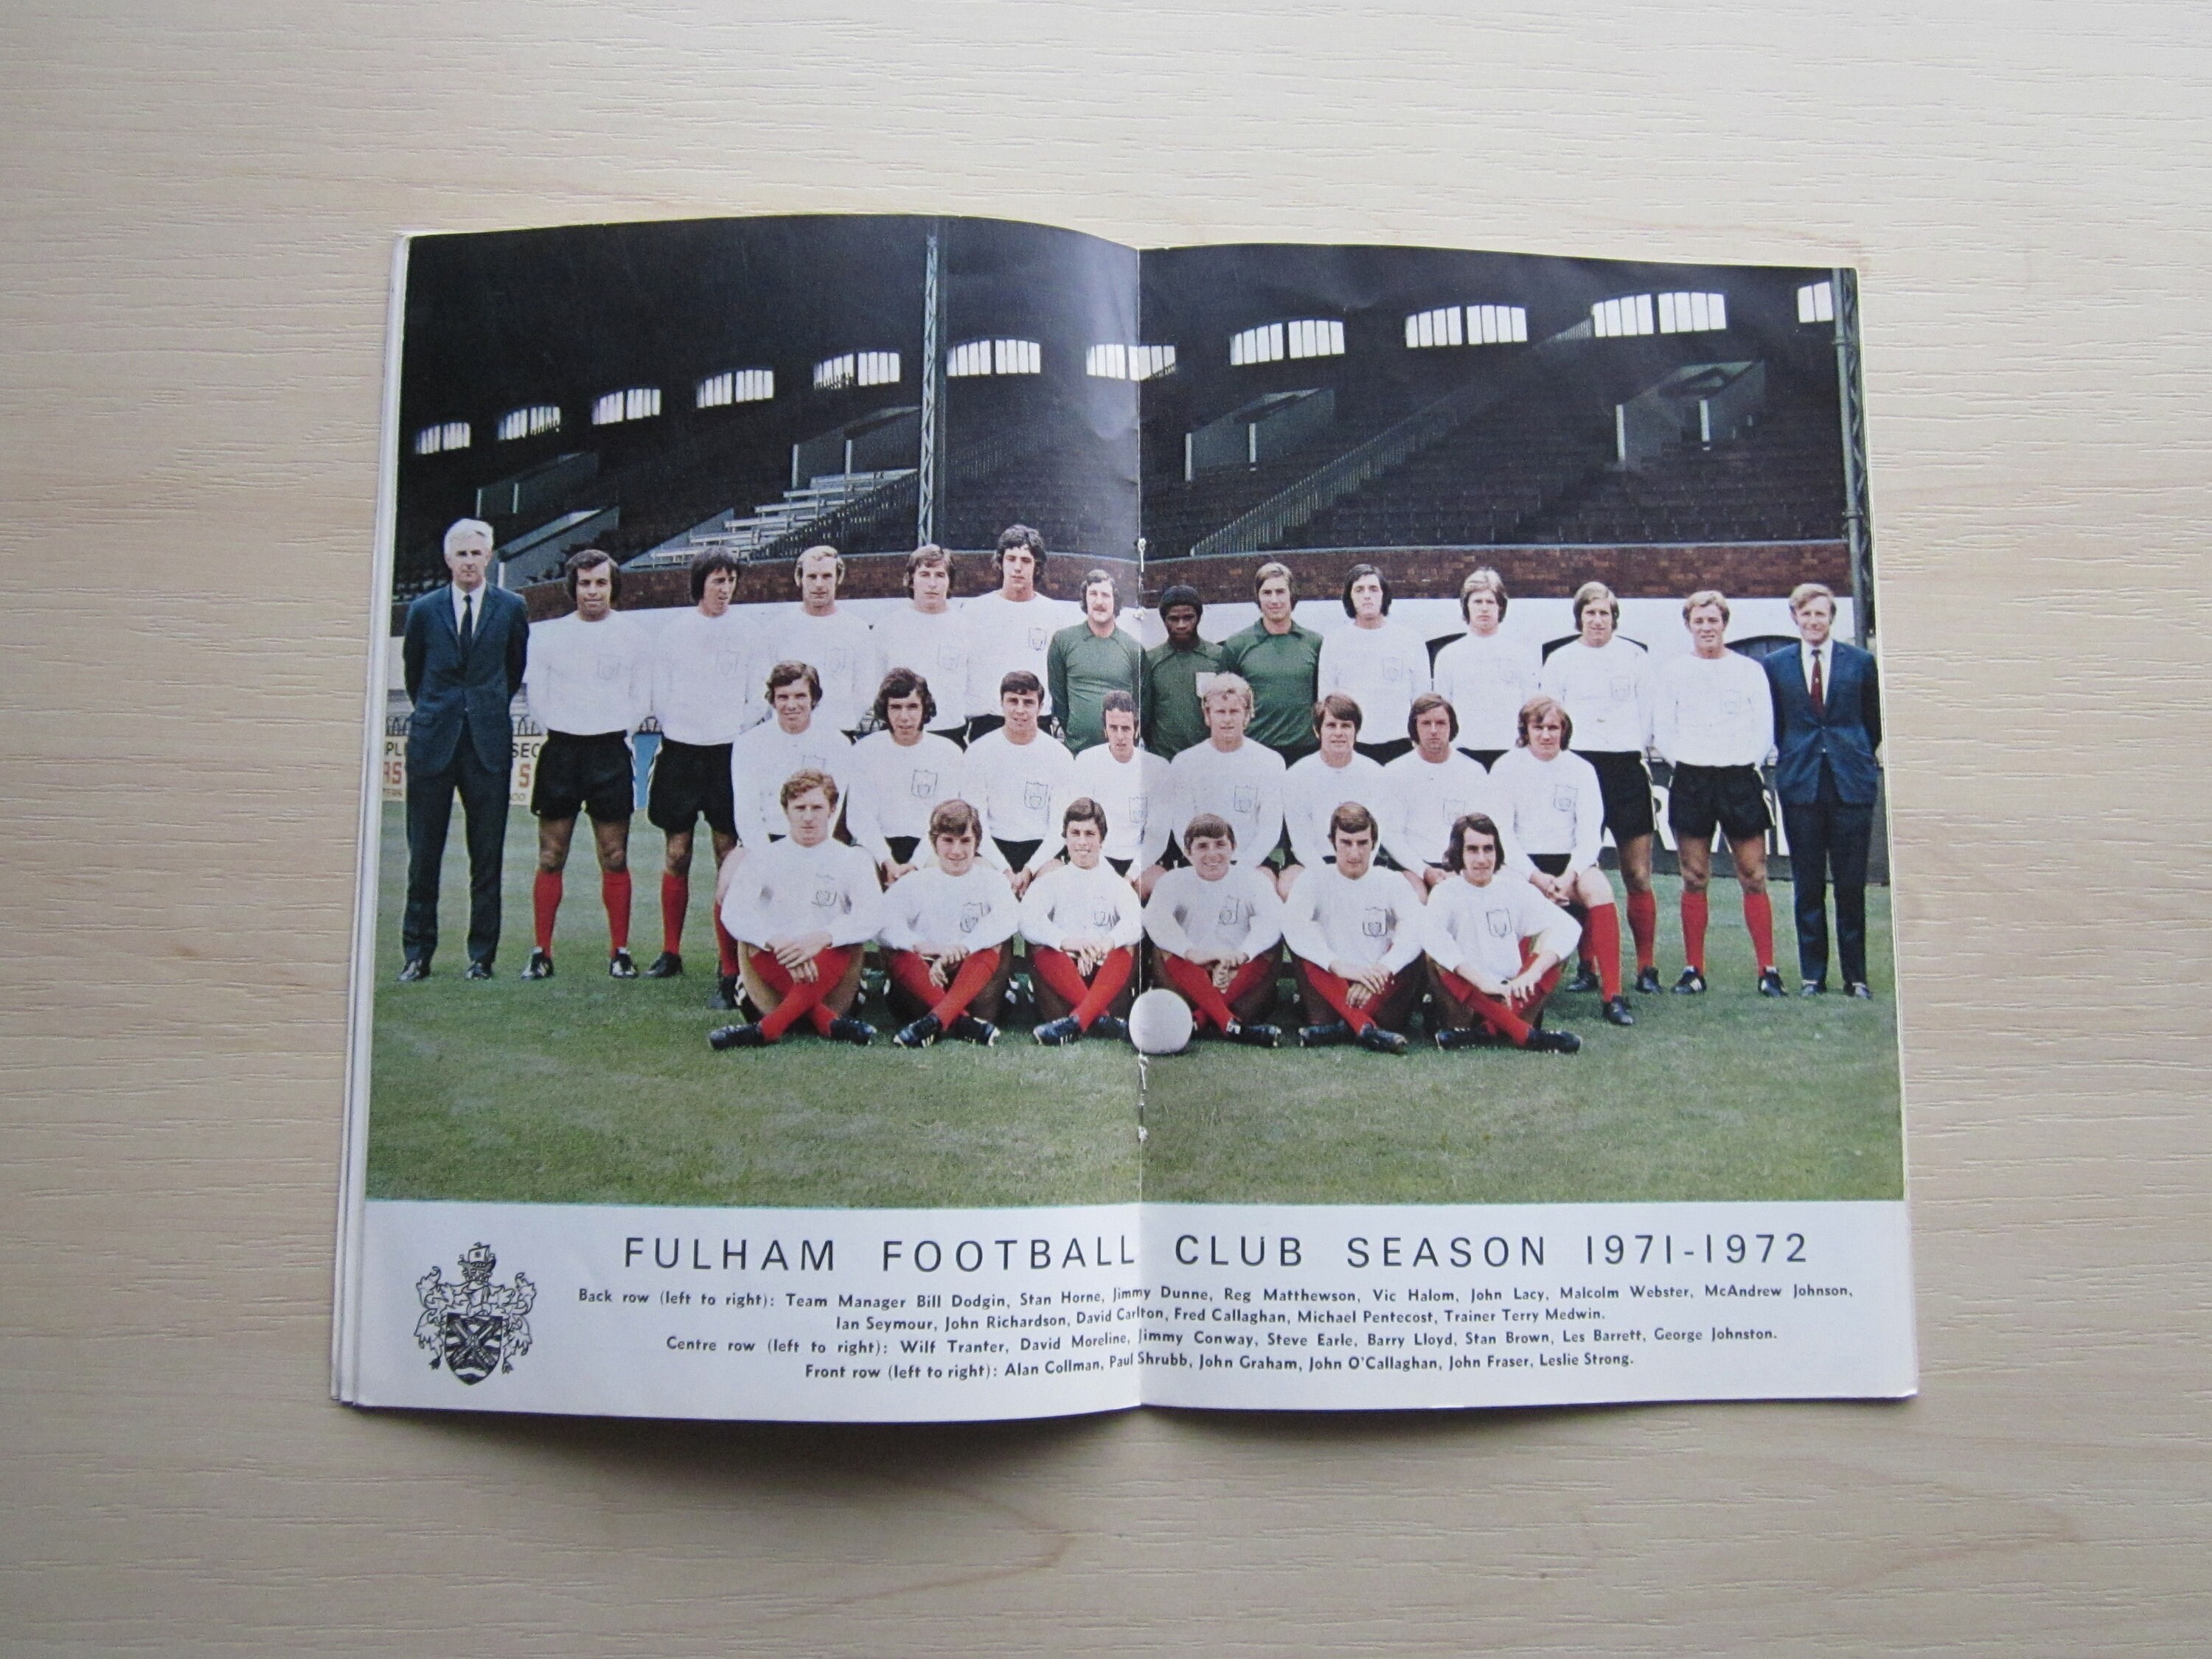 FULHAM FOOTBALL CLUB SEASON 1971-1972
Back row (left to right): Team Manager Bill Dodgin, Stan Horne, Jimmy Dunne, Reg Matthewson, Vic Halom, John Lacy, Malcolm Webster, McAndrew Johnson,
Ian Seymour, John Richardson, David Carlton, Fred Callaghan, Michael Pentecost, Trainer Terry Medwin.
Centre row (left to right): Wilf Tranter, David Moreline, Jimmy Conway, Steve Earle, Barry Lloyd, Stan Brown, Les Barrett, George Johnston.
Front row (left to right): Alan Collman, Paul Shrubb, John Graham, John O'Callaghan, John Fraser, Leslie Strong.